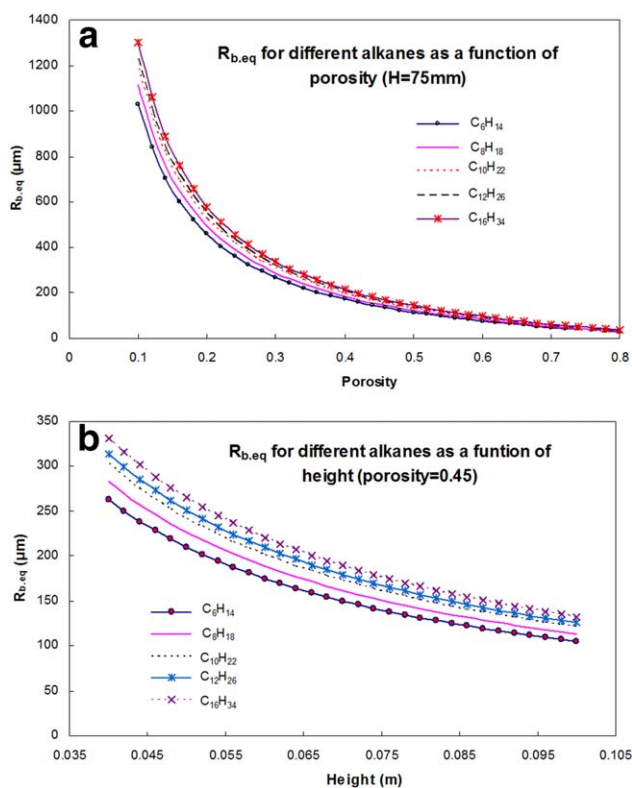 a
R_b.eq for different alkanes as a function of
porosity (H=75mm)
1400
1200
1000
800
600
400
200
0
R_b.eq (µm)
C6H14
C8H18
C10H22
C12H26
C16H34
0 0.1 0.2 0.3 0.4 0.5 0.6 0.7 0.8
Porosity
b
R_b.eq for different alkanes as a funtion of
height (porosity=0.45)
350
300
250
200
150
100
50
0
R_b.eq (µm)
C6H14
C8H18
C10H22
C12H26
C16H34
0.035 0.045 0.055 0.065 0.075 0.085 0.095 0.105
Height (m)